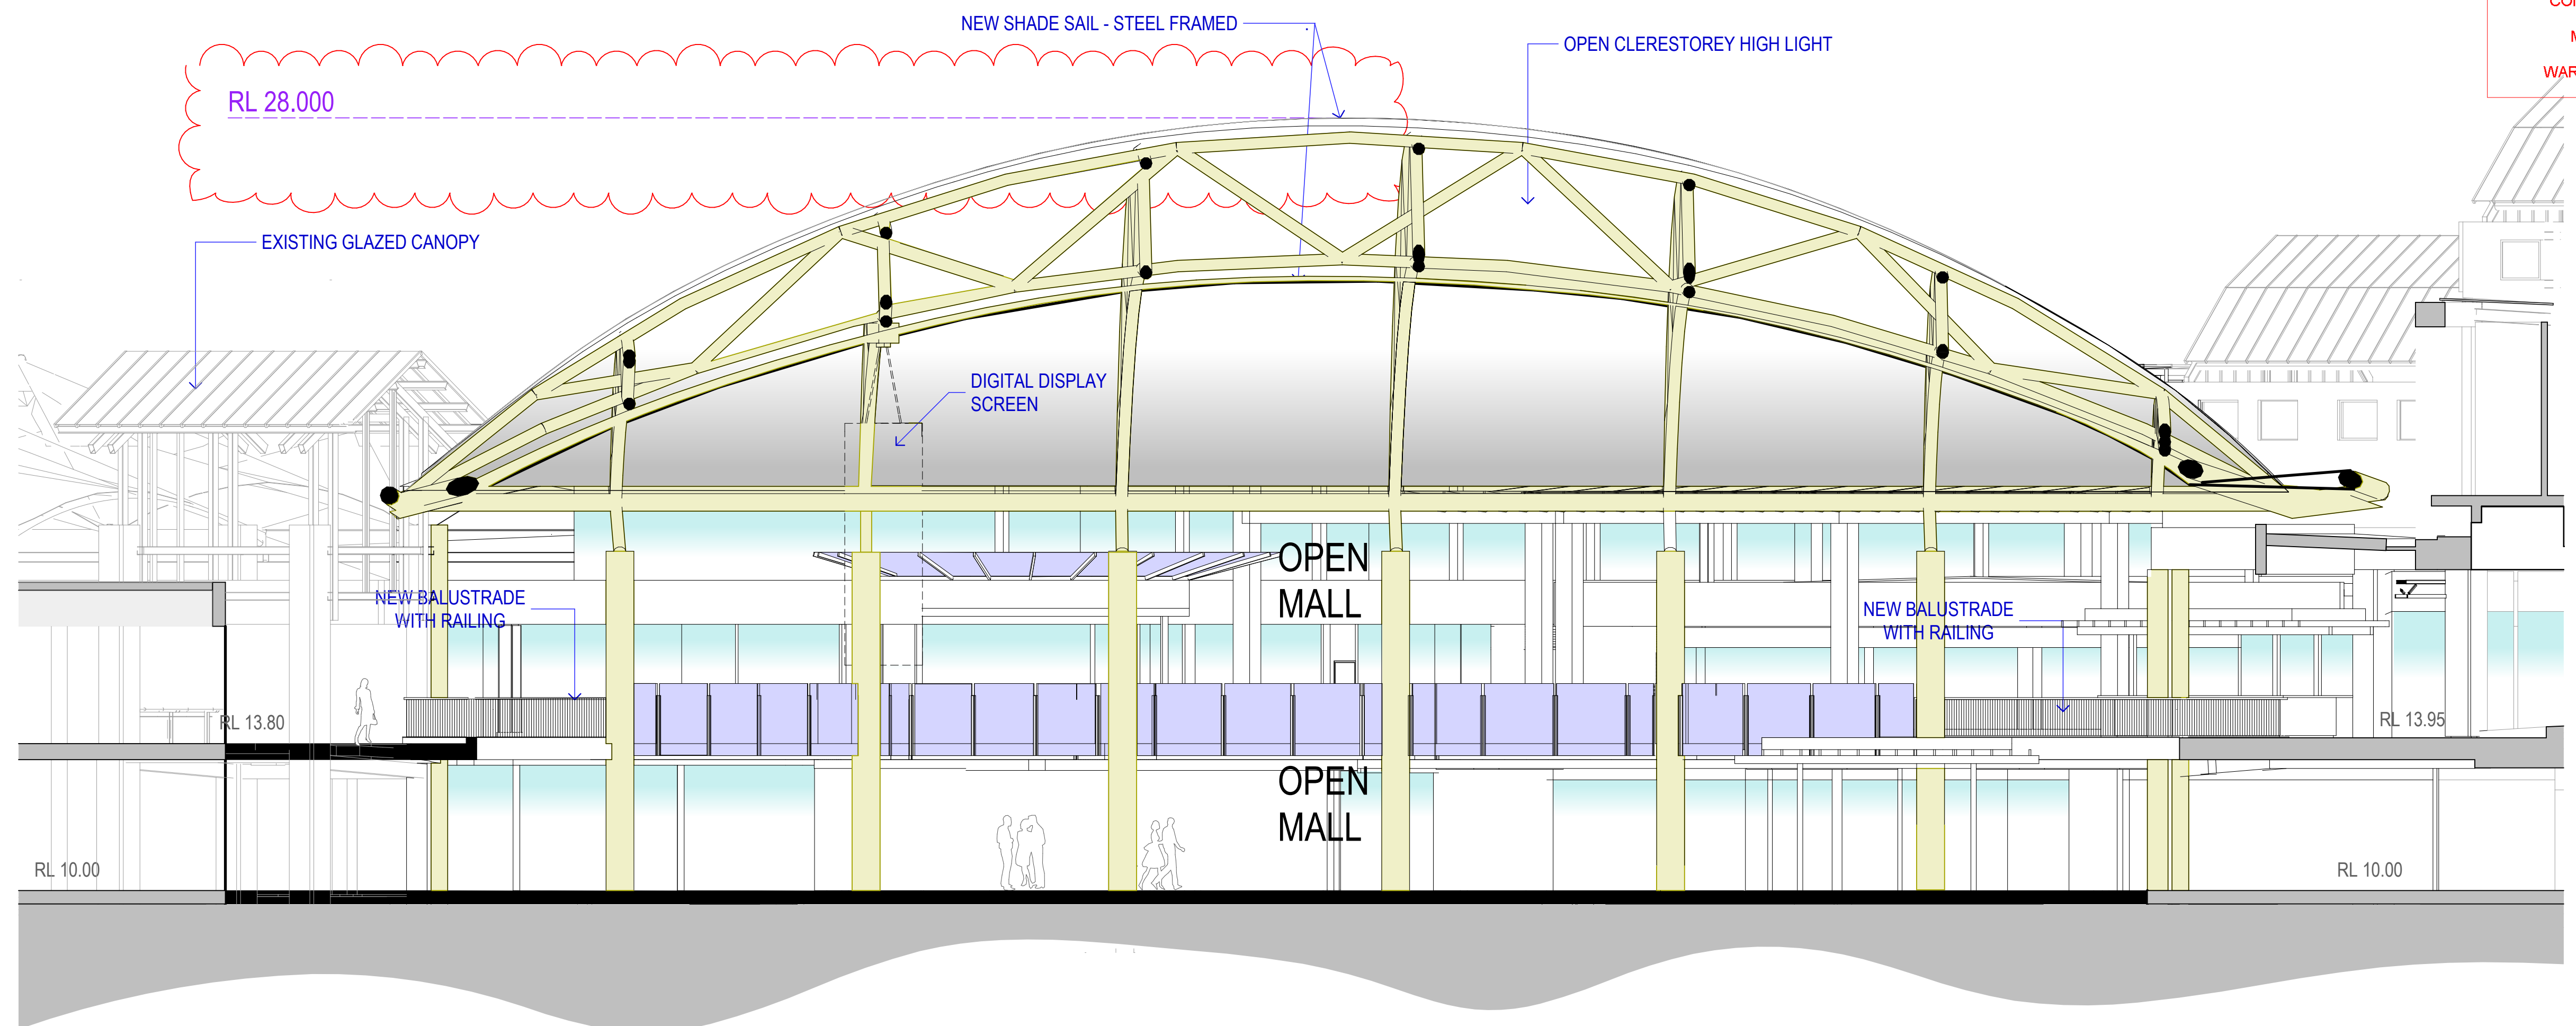 NEW SHADE SAIL - STEEL FRAMED
OPEN CLERESTOREY HIGH LIGHT
RL 28.000
EXISTING GLAZED CANOPY
DIGITAL DISPLAY
SCREEN
OPEN
MALL
NEW BALUSTRADE
WITH RAILING
NEW BALUSTRADE
WITH RAILING
RL 13.80
RL 13.95
OPEN
MALL
RL 10.00
RL 10.00